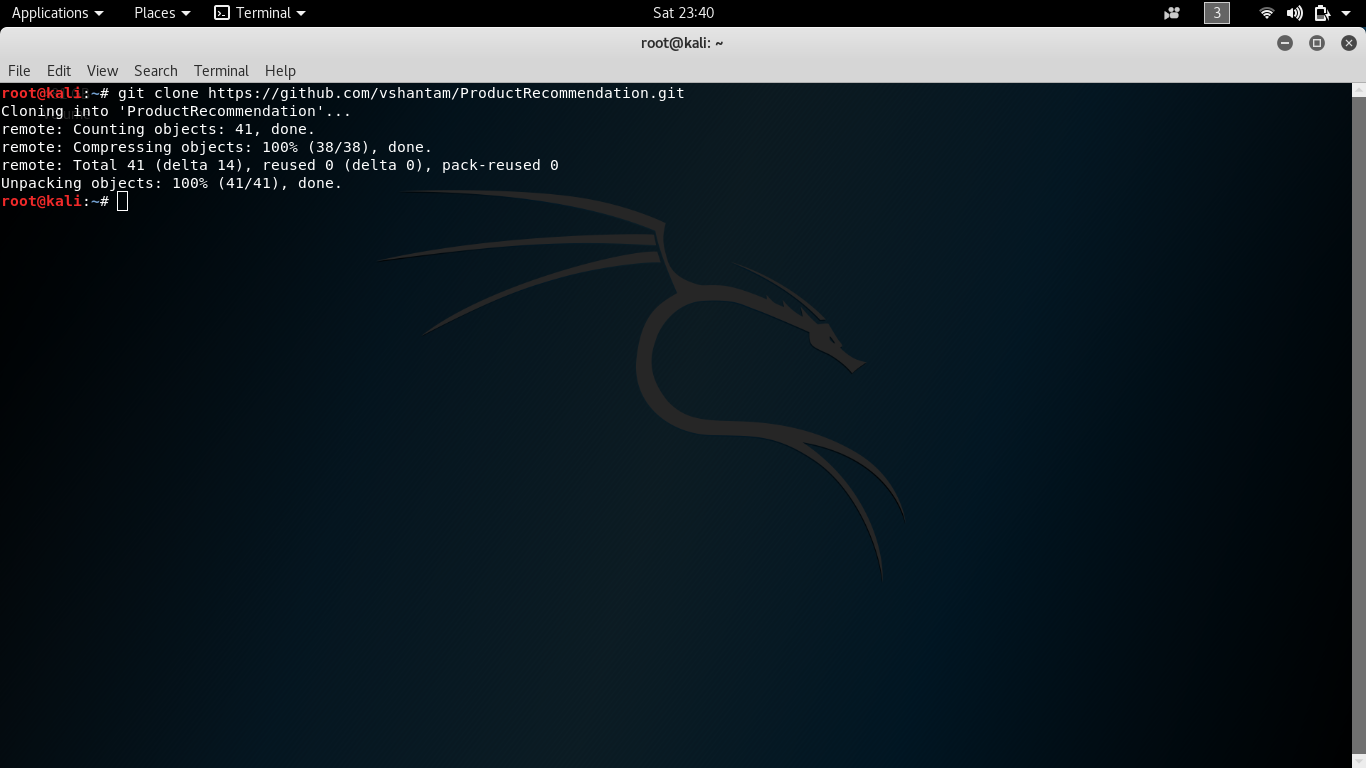 Applications Places Terminal Sat 23:40 3
root@kali: ~
File Edit View Search Terminal Help
root@kali:~# git clone https://github.com/vshantam/ProductRecommendation.git
Cloning into 'ProductRecommendation'...
remote: Counting objects: 41, done.
remote: Compressing objects: 100% (38/38), done.
remote: Total 41 (delta 14), reused 0 (delta 0), pack-reused 0
Unpacking objects: 100% (41/41), done.
root@kali:~#